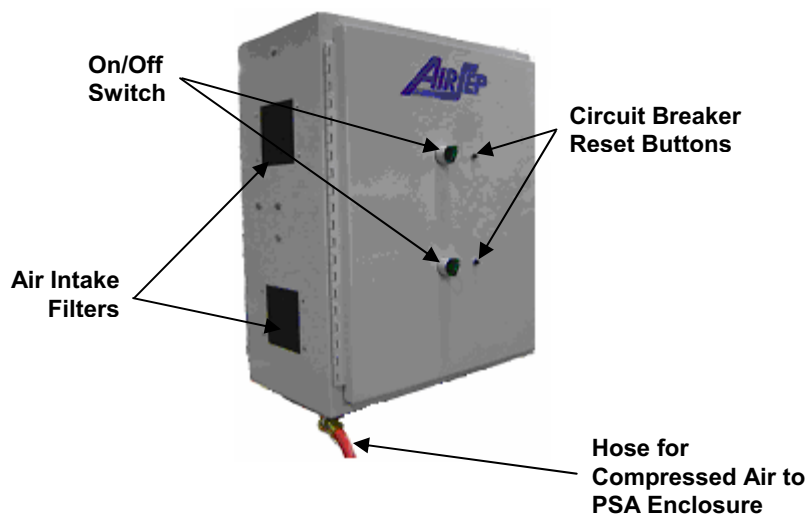 On/Off
Switch
AIRSEP
Circuit Breaker
Reset Buttons
Air Intake
Filters
Hose for
Compressed Air to
PSA Enclosure